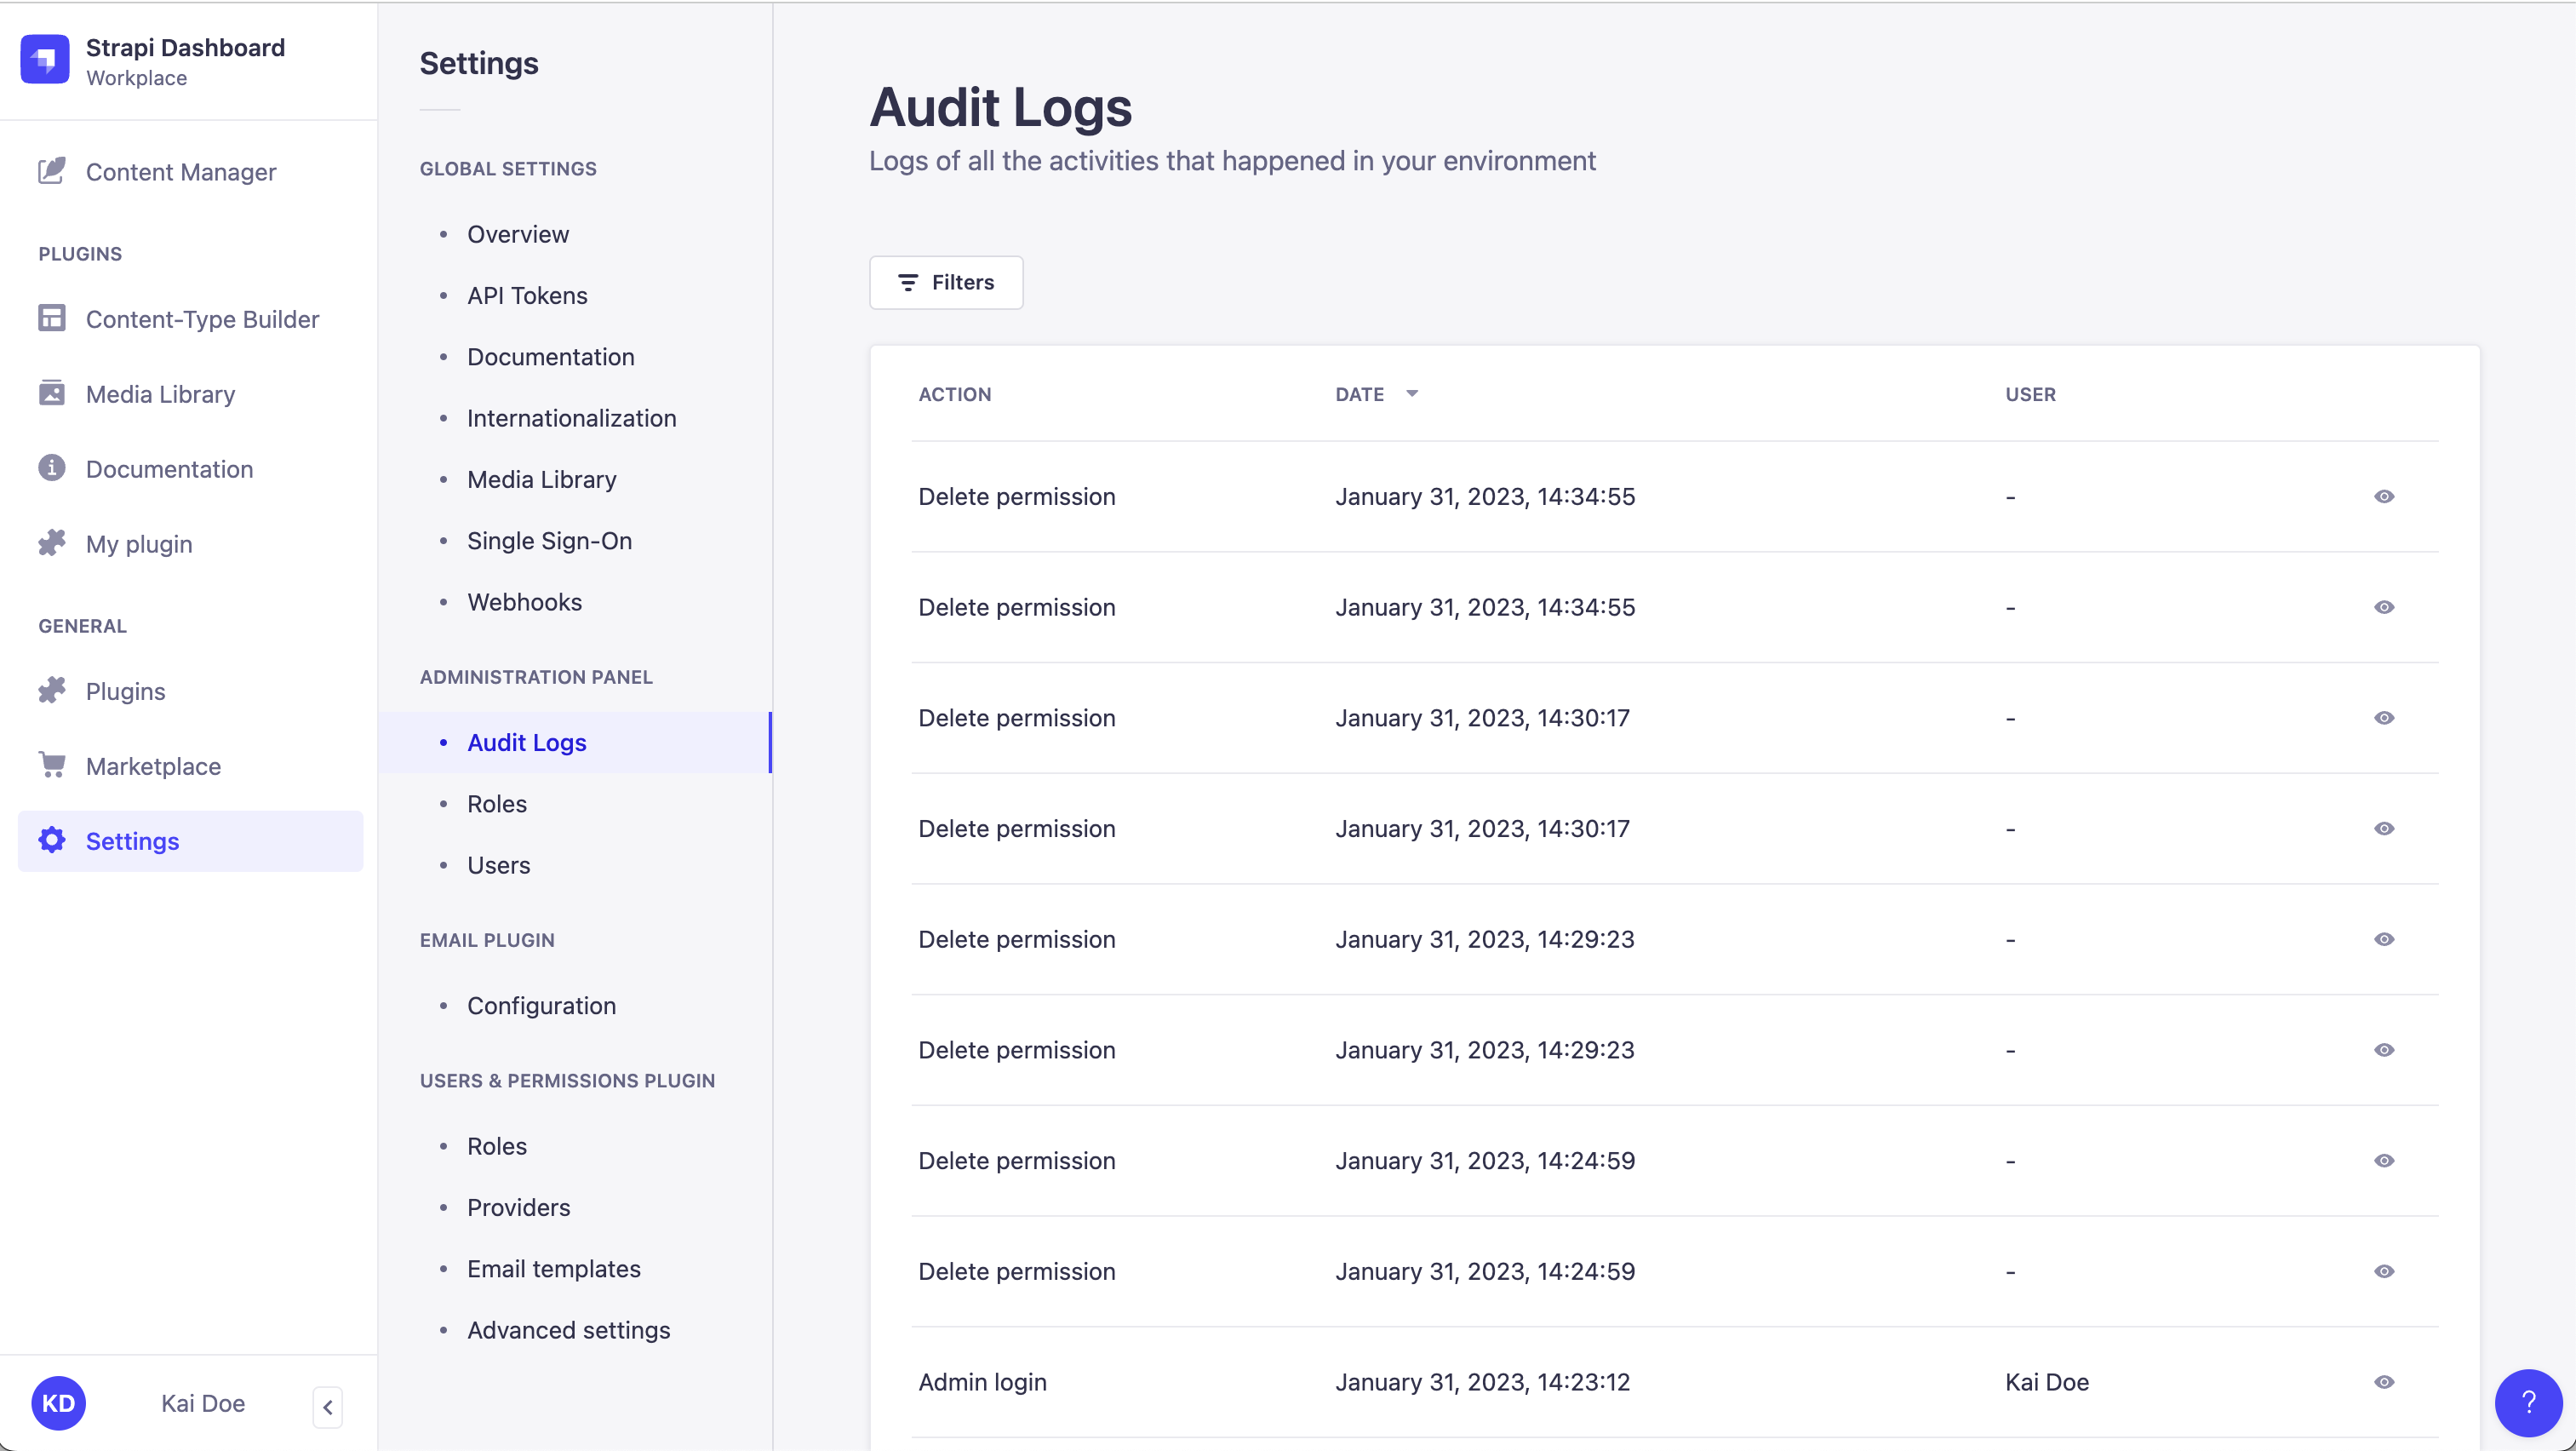 Strapi Dashboard
Workplace
Content Manager
PLUGINS
Content-Type Builder
Media Library
Documentation
My plugin
GENERAL
Plugins
Marketplace
Settings
KD
Kai Doe
Settings
GLOBAL SETTINGS
Overview
API Tokens
Documentation
Internationalization
Media Library
Single Sign-On
Webhooks
ADMINISTRATION PANEL
Audit Logs
Roles
Users
EMAIL PLUGIN
Configuration
USERS & PERMISSIONS PLUGIN
Roles
Providers
Email templates
Advanced settings
Audit Logs
Logs of all the activities that happened in your environment
Filters
ACTION DATE USER
Delete permission January 31, 2023, 14:34:55 -
Delete permission January 31, 2023, 14:34:55 -
Delete permission January 31, 2023, 14:30:17 -
Delete permission January 31, 2023, 14:30:17 -
Delete permission January 31, 2023, 14:29:23 -
Delete permission January 31, 2023, 14:29:23 -
Delete permission January 31, 2023, 14:24:59 -
Delete permission January 31, 2023, 14:24:59 -
Admin login January 31, 2023, 14:23:12 Kai Doe
?